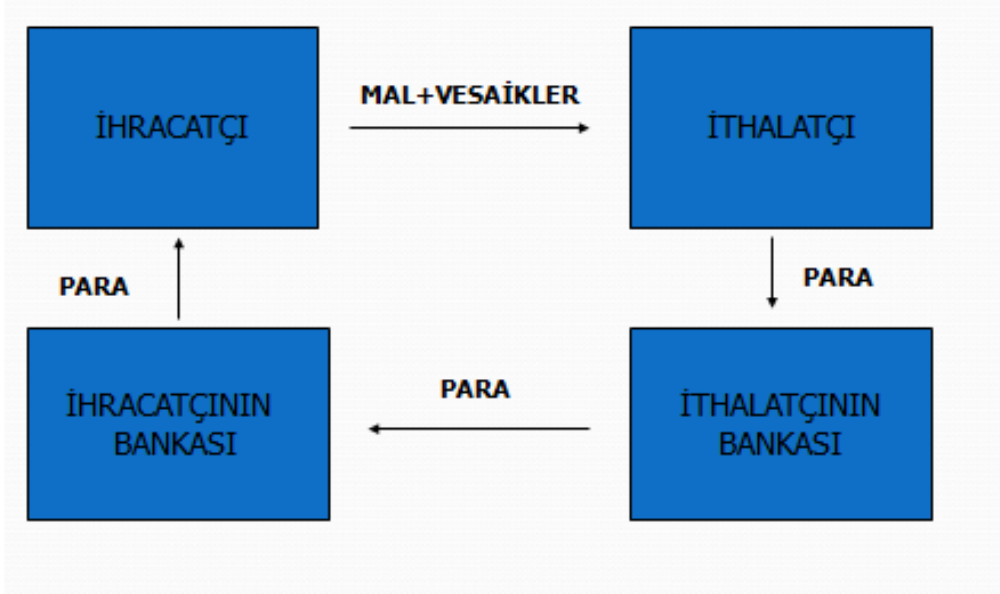 MAL+VESAİKLER
İHRACATÇI
İTHALATÇI
PARA
PARA
İHRACATÇININ
BANKASI
PARA
İTHALATÇININ
BANKASI